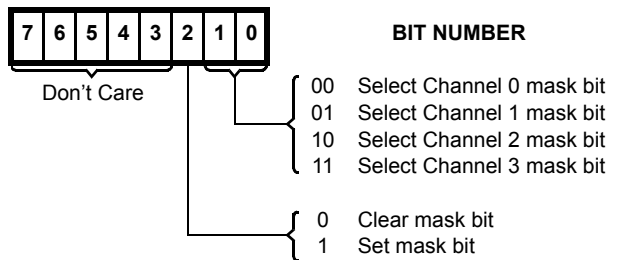 7 6 5 4 3 2 1 0 BIT NUMBER
Don’t Care
00 Select Channel 0 mask bit
01 Select Channel 1 mask bit
10 Select Channel 2 mask bit
11 Select Channel 3 mask bit
0 Clear mask bit
1 Set mask bit